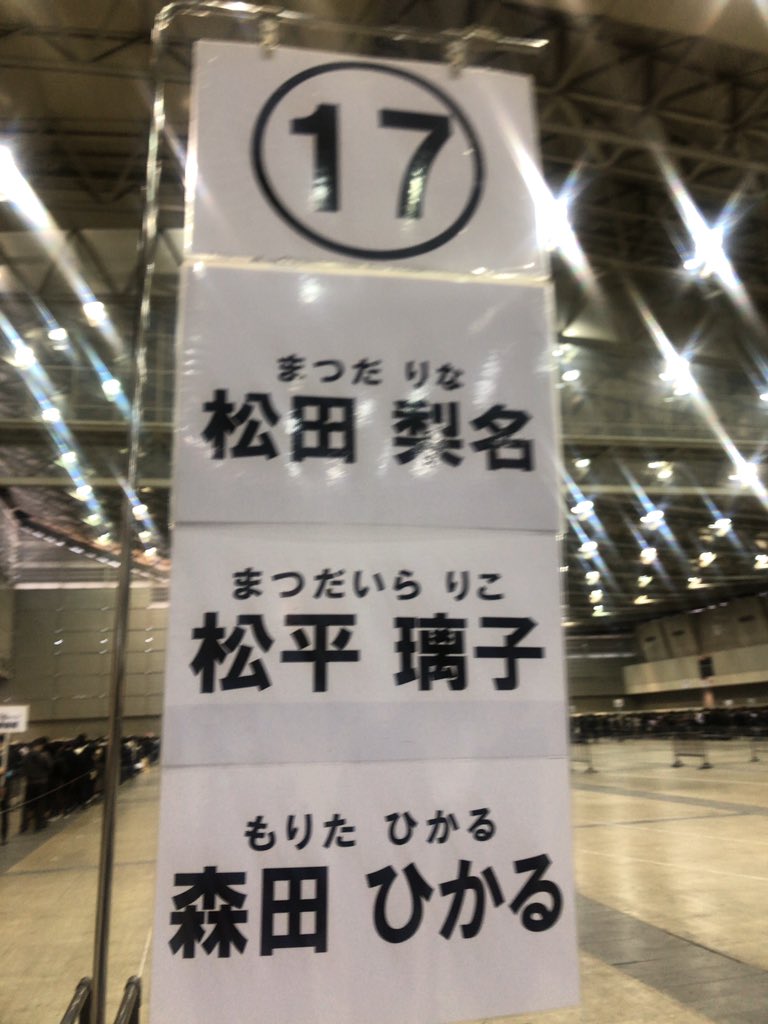 17
まつだ りな
松田 梨名
まつだいら りこ
松平 璃子
もりた ひかる
森田 ひかる